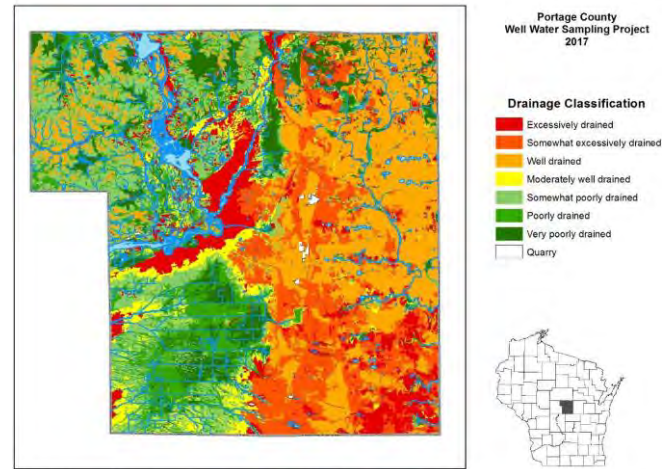 Portage County
Well Water Sampling Project
2017
Drainage Classification
Excessively drained
Somewhat excessively drained
Well drained
Moderately well drained
Somewhat poorly drained
Poorly drained
Very poorly drained
Quarry